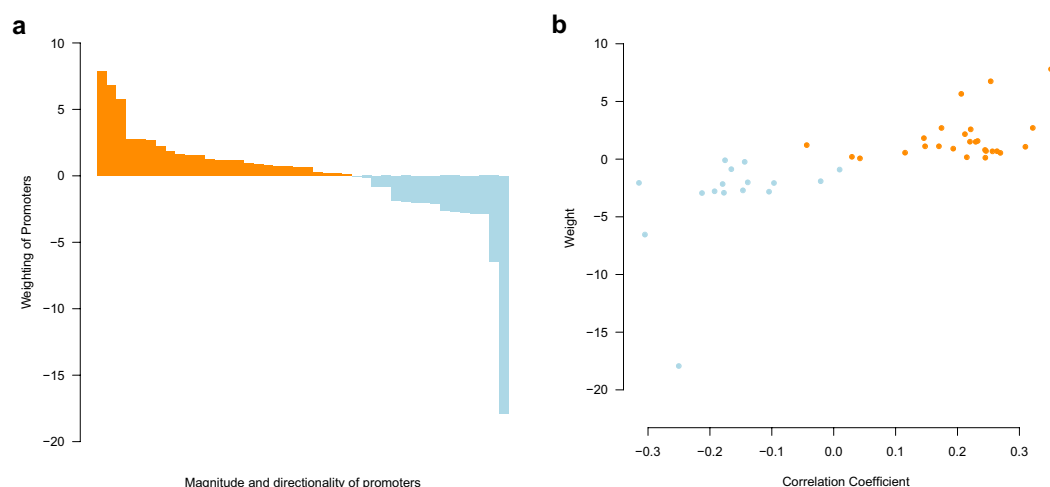 a
10
5
0
−5
−10
−15
−20
Weighting of Promoters
Magnitude and directionality of promoters
b
10
5
0
−5
−10
−15
−20
Weight
−0.3 −0.2 −0.1 0.0 0.1 0.2 0.3
Correlation Coefficient